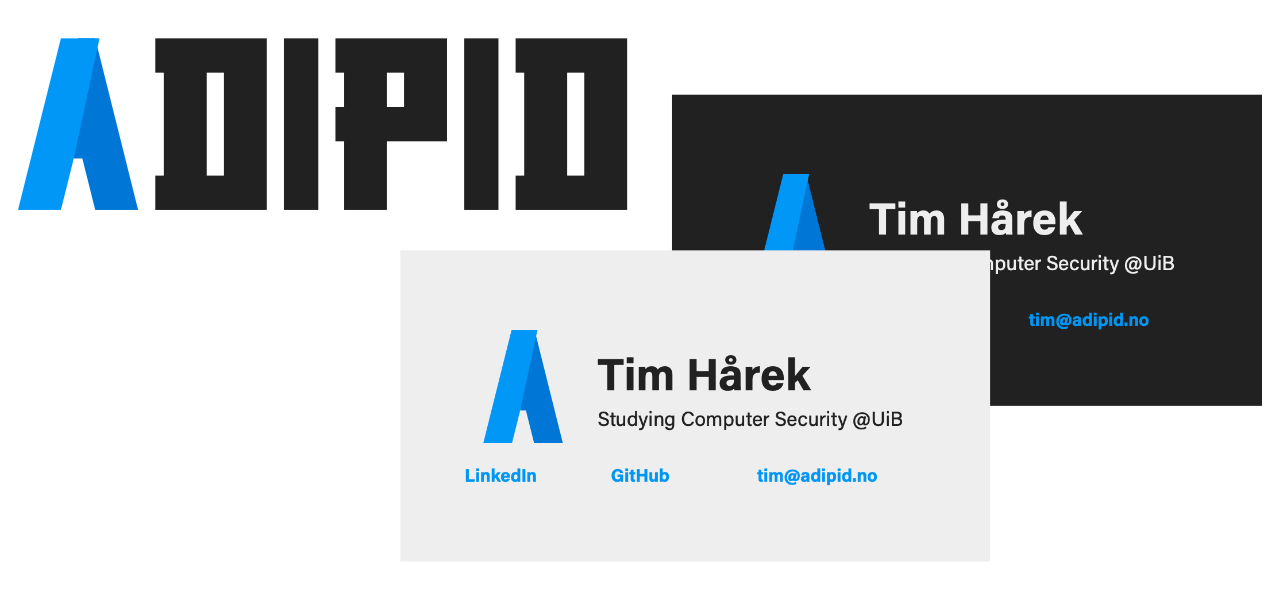 ADIPID
Tim Hårek
mputer Security @UiB
tim@adipid.no
Tim Hårek
Studying Computer Security @UiB
LinkedIn GitHub tim@adipid.no